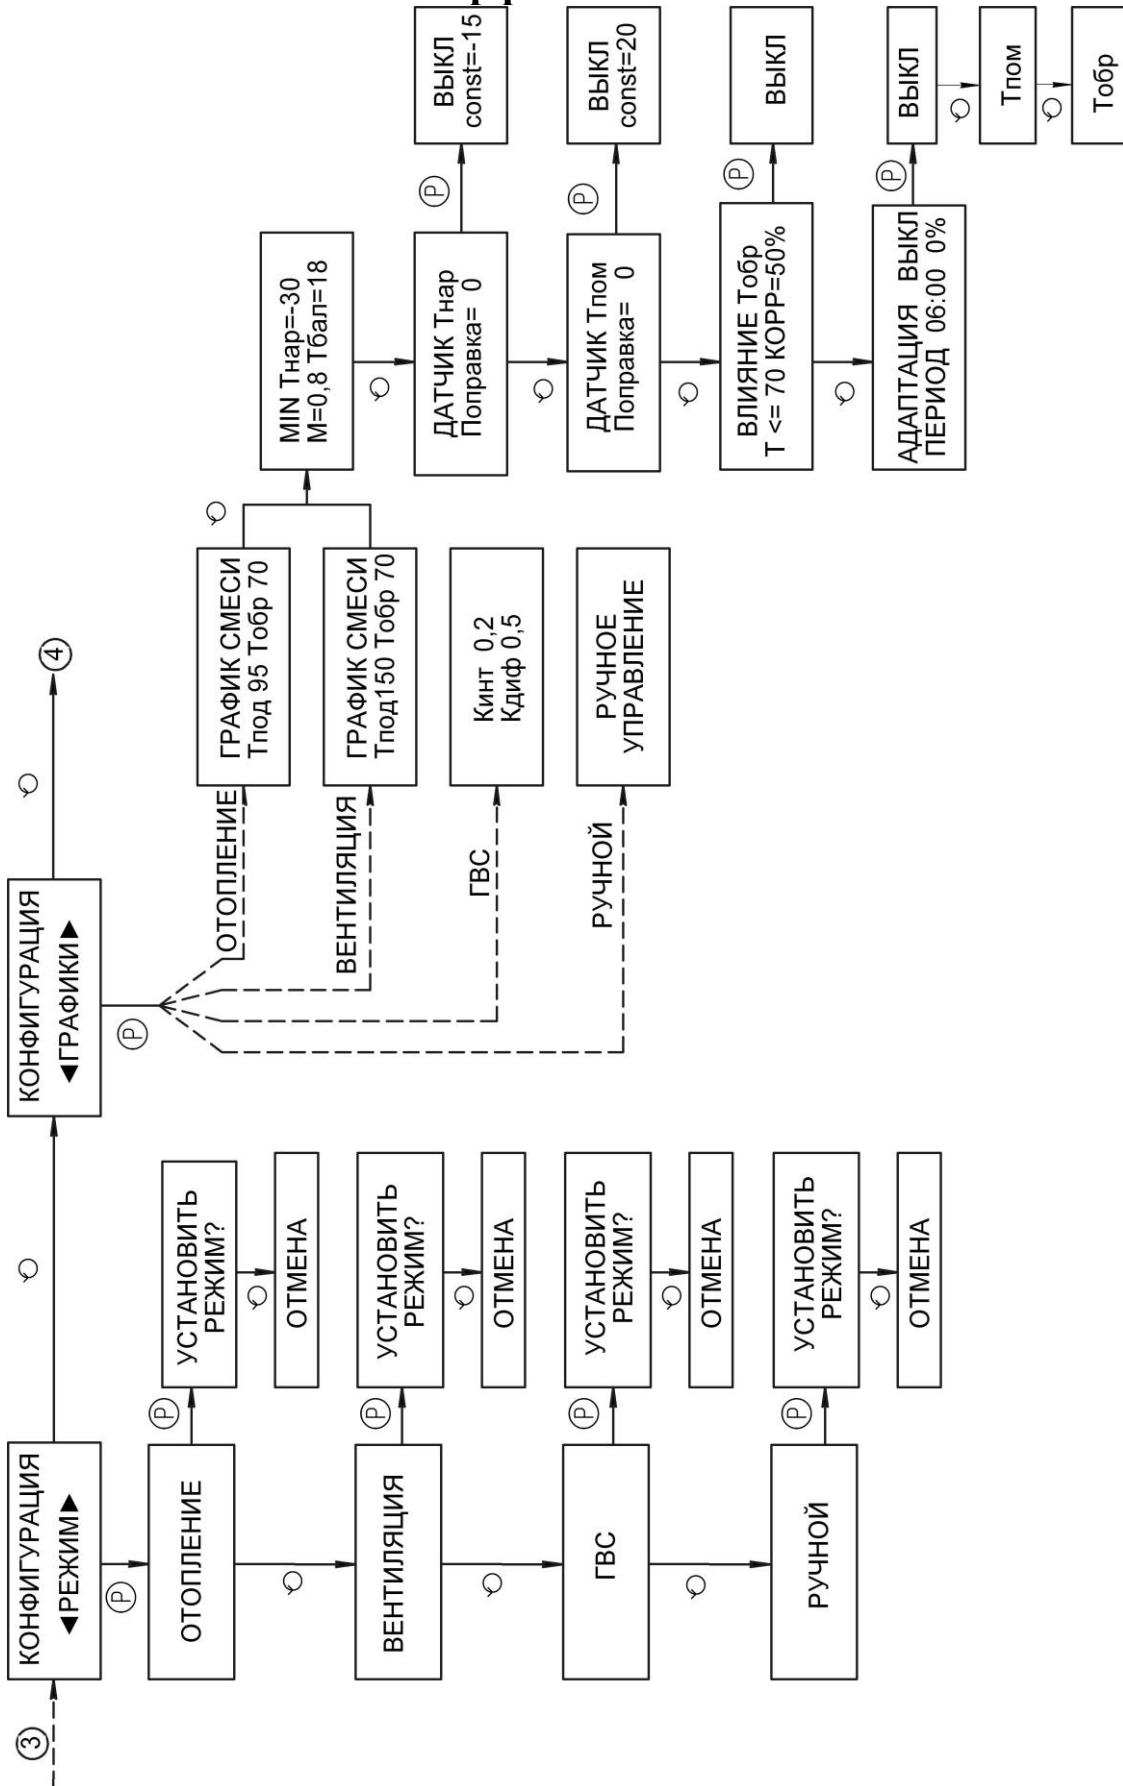 3
КОНФИГУРАЦИЯ
◄РЕЖИМ►
P
ОТОПЛЕНИЕ
P
УСТАНОВИТЬ
РЕЖИМ?
ОТМЕНА
ВЕНТИЛЯЦИЯ
P
УСТАНОВИТЬ
РЕЖИМ?
ОТМЕНА
ГВС
P
УСТАНОВИТЬ
РЕЖИМ?
ОТМЕНА
РУЧНОЙ
P
УСТАНОВИТЬ
РЕЖИМ?
ОТМЕНА
КОНФИГУРАЦИЯ
◄ГРАФИКИ►
4
P
ОТОПЛЕНИЕ
ГРАФИК СМЕСИ
Тпод 95 Тобр 70
ВЕНТИЛЯЦИЯ
ГРАФИК СМЕСИ
Тпод150 Тобр 70
ГВС
Кинт 0,2
Кдиф 0,5
РУЧНОЙ
РУЧНОЕ
УПРАВЛЕНИЕ
MIN Тнар=-30
М=0,8 Тбал=18
ДАТЧИК Тнар
Поправка= 0
P
ВЫКЛ
const=-15
ДАТЧИК Тпом
Поправка= 0
P
ВЫКЛ
const=20
ВЛИЯНИЕ Тобр
Т <= 70 КОРР=50%
P
ВЫКЛ
АДАПТАЦИЯ ВЫКЛ
ПЕРИОД 06:00 0%
P
ВЫКЛ
Тпом
Тобр